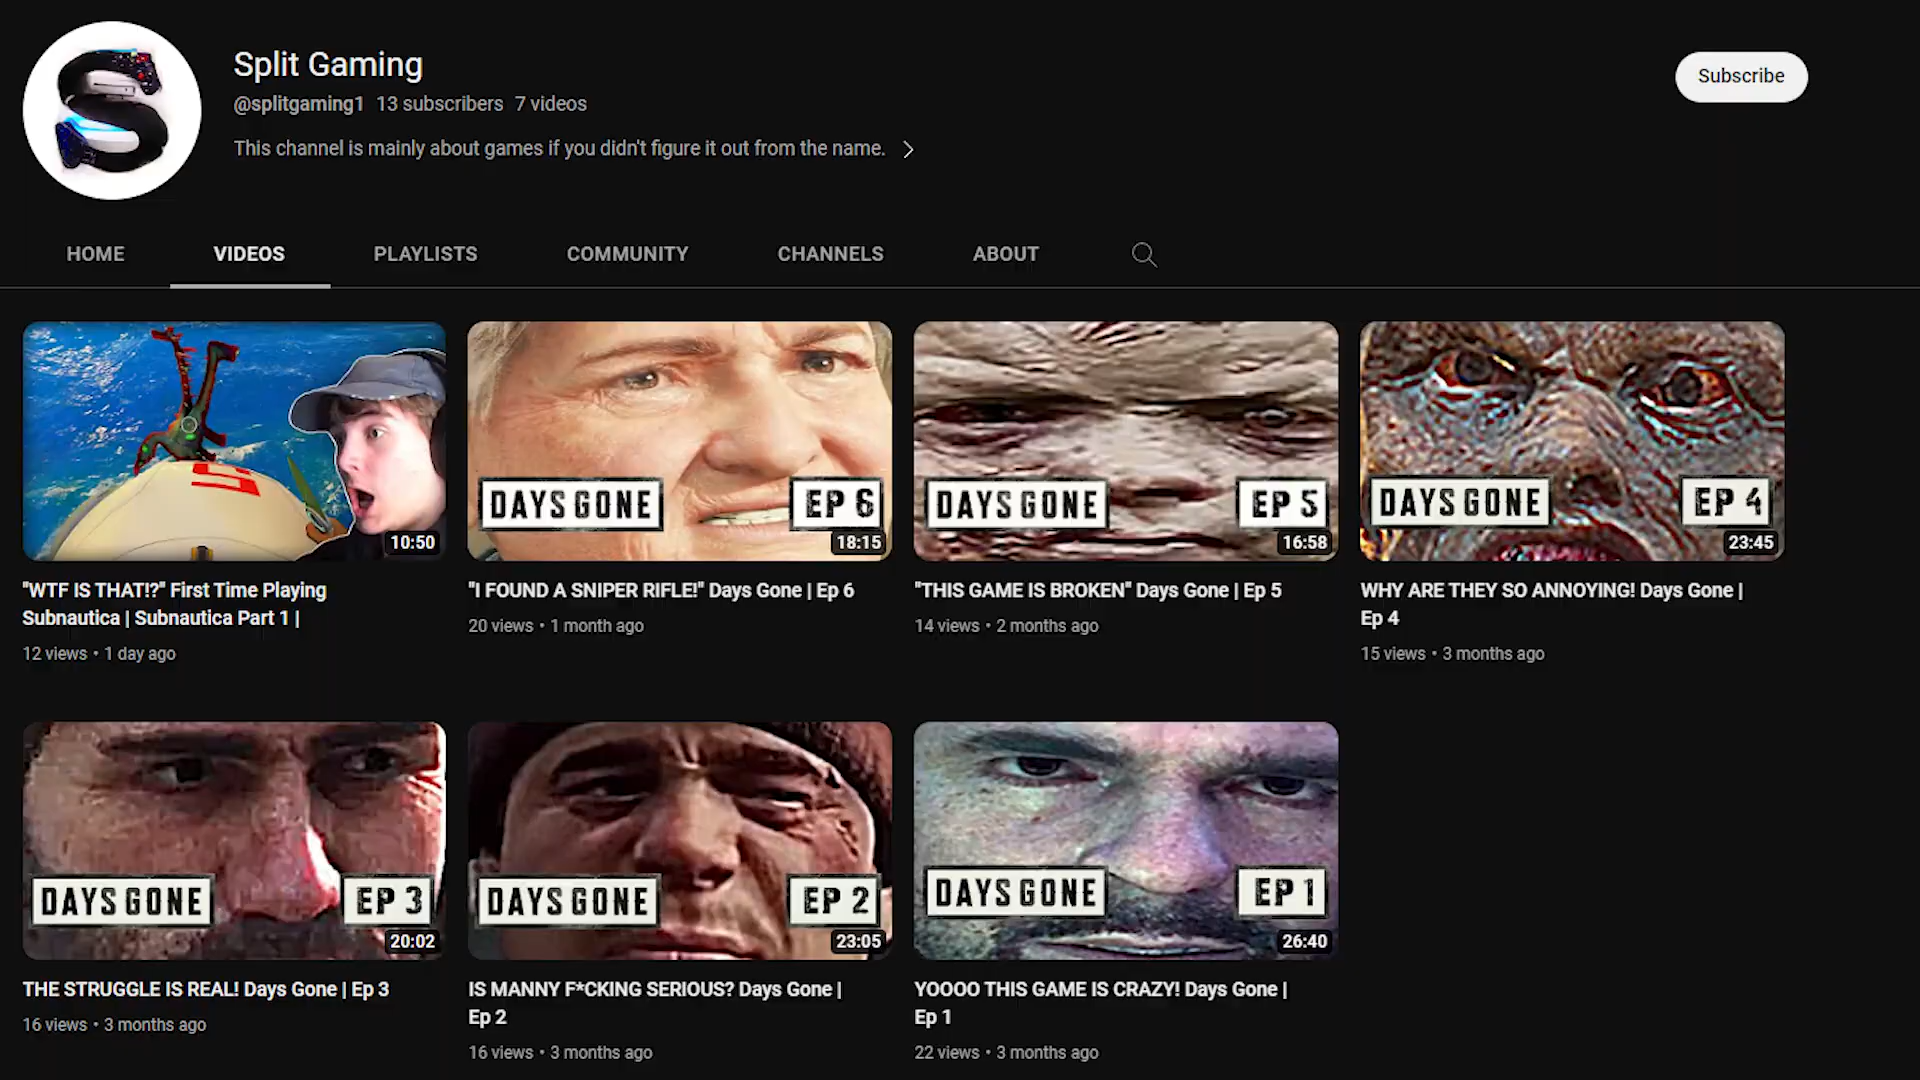 Split Gaming
@splitgaming1 13 subscribers 7 videos
This channel is mainly about games if you didn't figure it out from the name.
Subscribe
HOME VIDEOS PLAYLISTS COMMUNITY CHANNELS ABOUT
10:50
DAYS GONE EP 6
18:15
DAYS GONE EP 5
16:58
DAYS GONE EP 4
23:45
"WTF IS THAT!?" First Time Playing
Subnautica | Subnautica Part 1 |
12 views • 1 day ago
"I FOUND A SNIPER RIFLE!" Days Gone | Ep 6
20 views • 1 month ago
"THIS GAME IS BROKEN" Days Gone | Ep 5
14 views • 2 months ago
WHY ARE THEY SO ANNOYING! Days Gone |
Ep 4
15 views • 3 months ago
DAYS GONE EP 3
20:02
DAYS GONE EP 2
23:05
DAYS GONE EP 1
26:40
THE STRUGGLE IS REAL! Days Gone | Ep 3
16 views • 3 months ago
IS MANNY F*CKING SERIOUS? Days Gone |
Ep 2
16 views • 3 months ago
YOOOO THIS GAME IS CRAZY! Days Gone |
Ep 1
22 views • 3 months ago